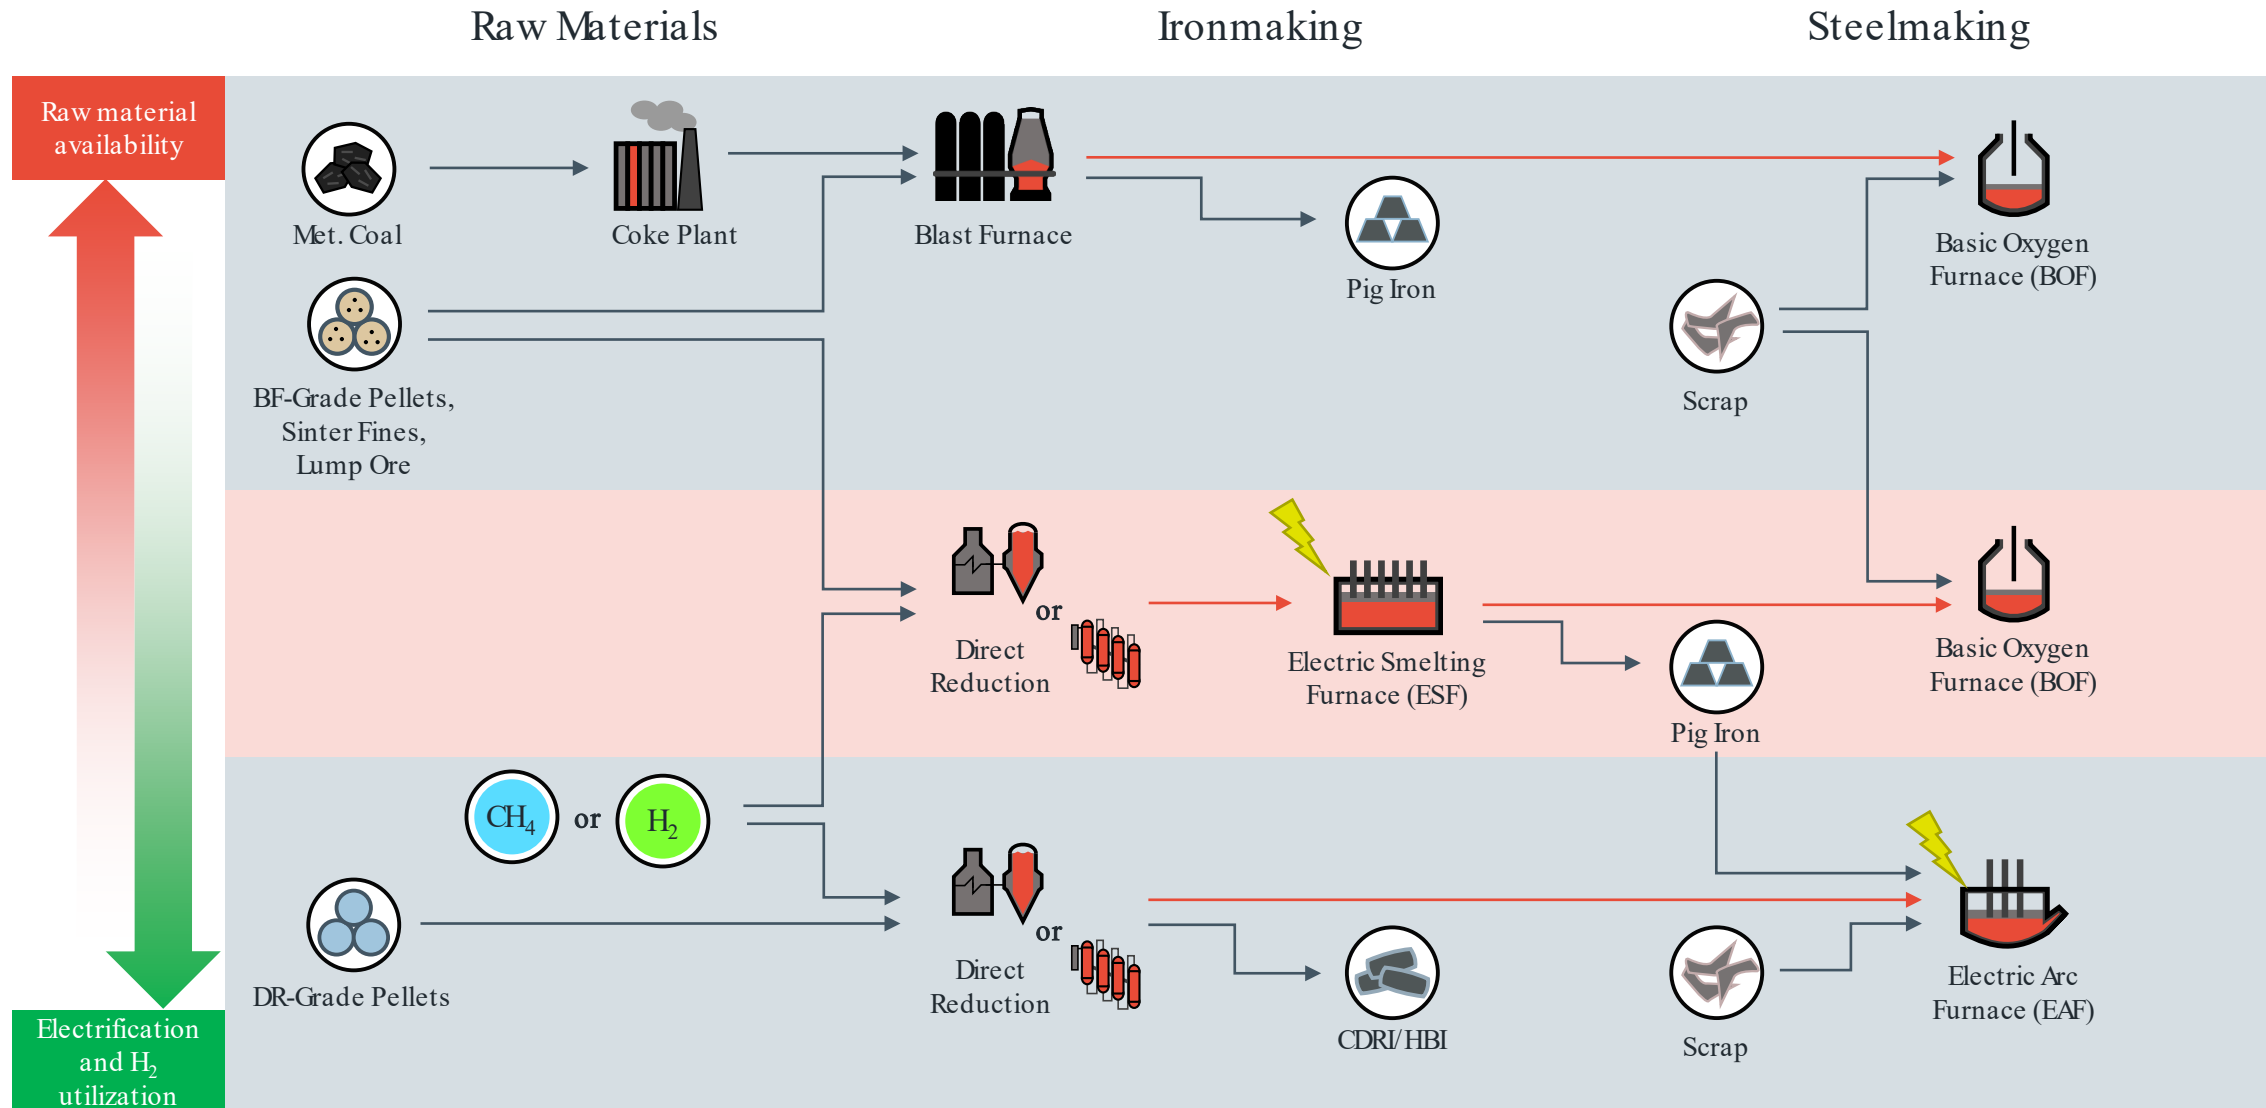 Raw Materials
Ironmaking
Steelmaking
Raw material
availability
Met. Coal
Coke Plant
Blast Furnace
Pig Iron
Basic Oxygen
Furnace (BOF)
Scrap
BF-Grade Pellets,
Sinter Fines,
Lump Ore
or
Direct
Reduction
Electric Smelting
Furnace (ESF)
Pig Iron
Basic Oxygen
Furnace (BOF)
CH₄
or
H₂
DR-Grade Pellets
or
Direct
Reduction
CDRI/HBI
Scrap
Electric Arc
Furnace (EAF)
Electrification
and H₂
utilization